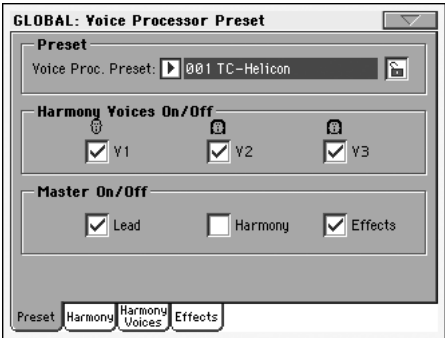 GLOBAL: Voice Processor Preset
Preset
Voice Proc. Preset: 001 TC-Helicon
Harmony Voices On/Off
V1 V2 V3
Master On/Off
Lead Harmony Effects
Preset Harmony Harmony Voices Effects